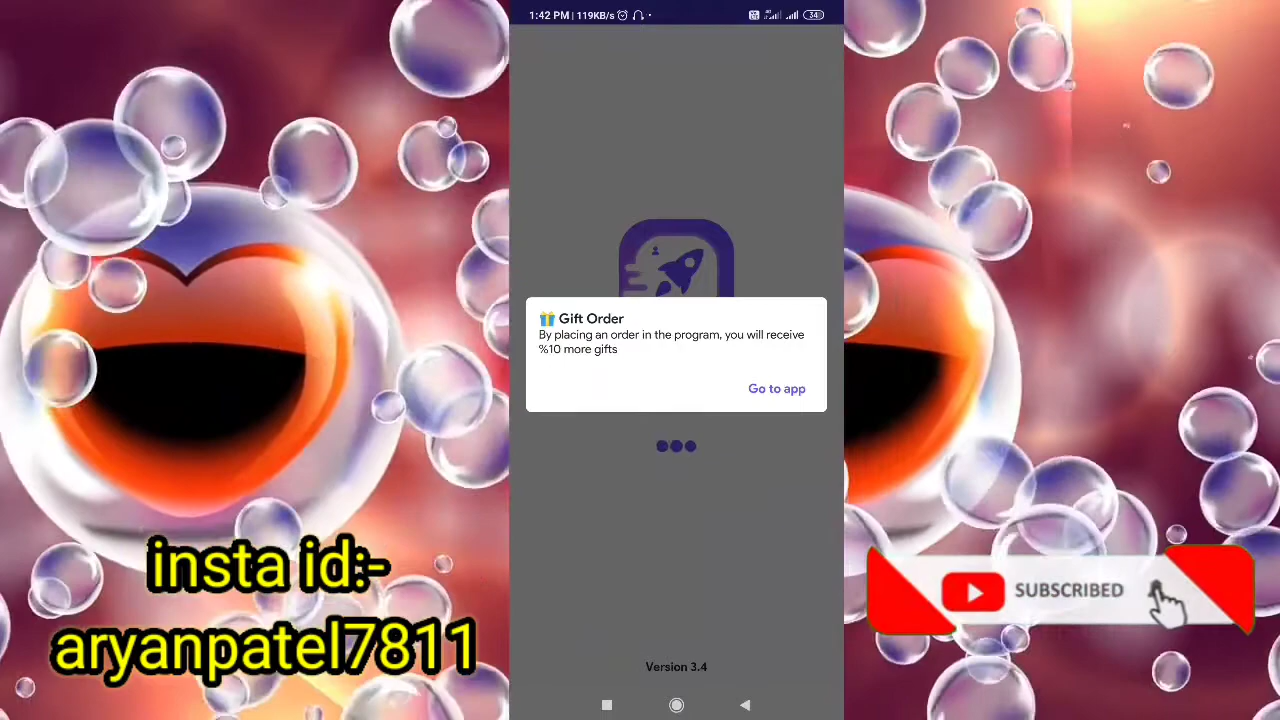 1:42 PM | 119KB/s
34
🎁 Gift Order
By placing an order in the program, you will receive
%10 more gifts
Go to app
Version 3.4
insta id:-
aryanpatel7811
SUBSCRIBED